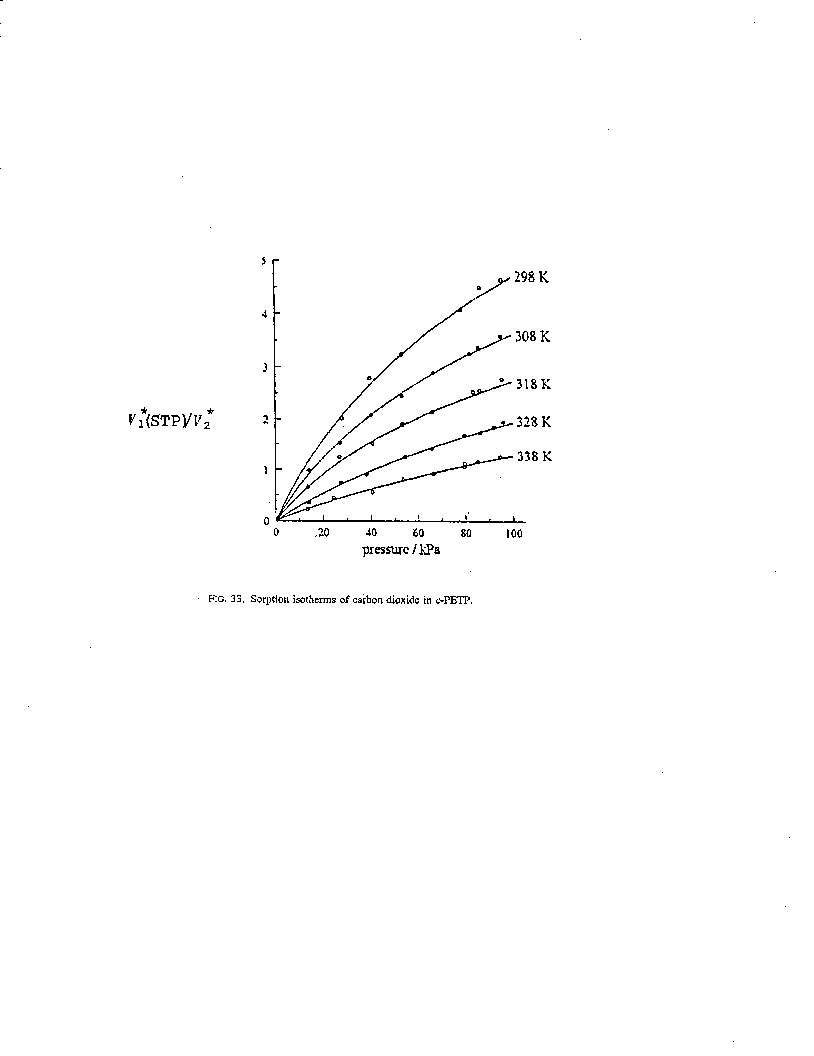 5
4
3
2
1
0
V₁*(STP)/V₂*
298 K
308 K
318 K
328 K
338 K
0 20 40 60 80 100
pressure / kPa
FIG. 33. Sorption isotherms of carbon dioxide in c-PETP.